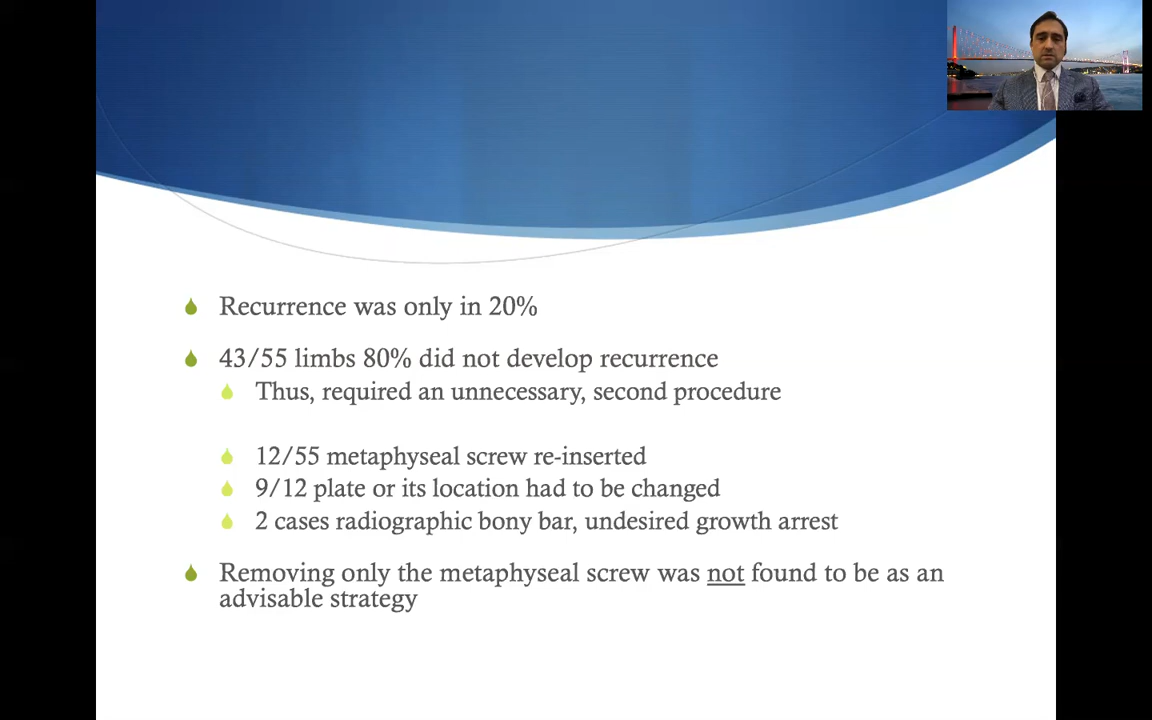 Recurrence was only in 20%
43/55 limbs 80% did not develop recurrence
Thus, required an unnecessary, second procedure
12/55 metaphyseal screw re-inserted
9/12 plate or its location had to be changed
2 cases radiographic bony bar, undesired growth arrest
Removing only the metaphyseal screw was not found to be as an
advisable strategy